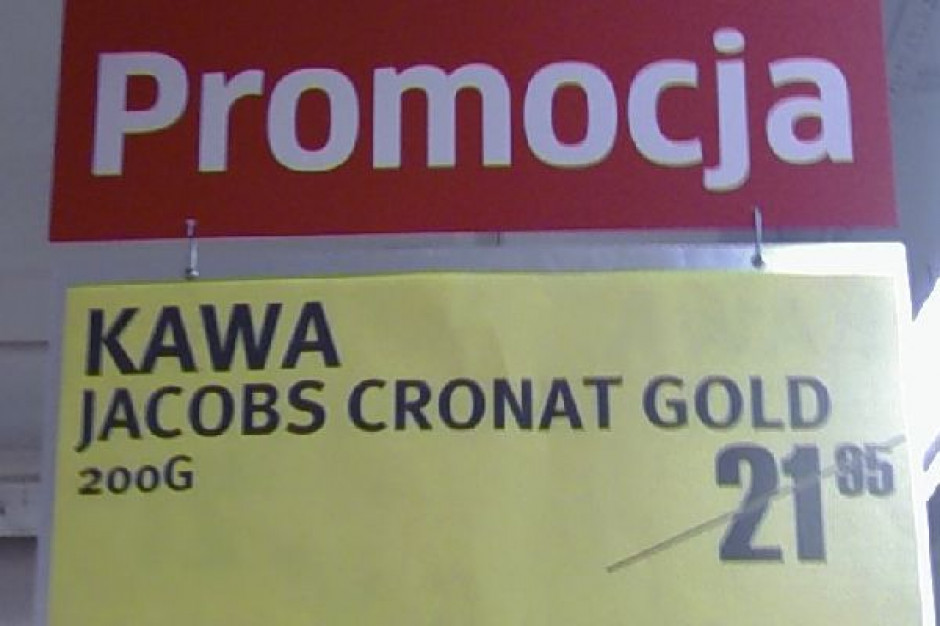 Promocja
KAWA
JACOBS CRONAT GOLD
200G
21 95